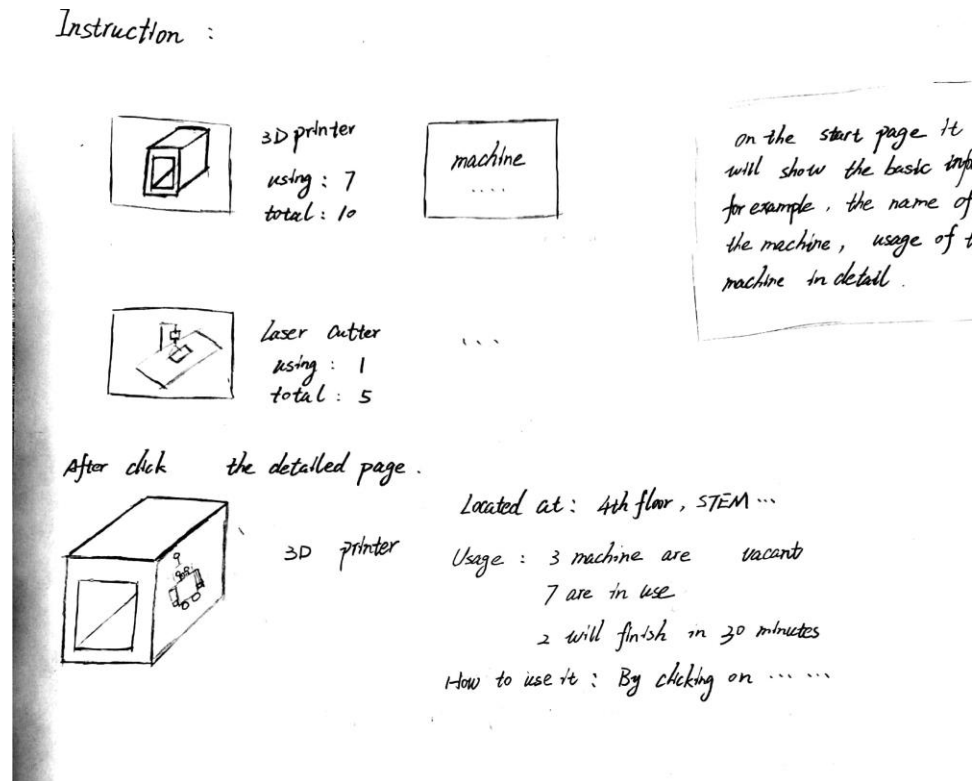 Instruction :
3D printer
using : 7
total : 10
machine
....
on the start page it
will show the basic
for example, the name of
the machine, usage of
machine in detail.
Laser Cutter
using : 1
total : 5
...
After click the detailed page.
3D printer
Located at : 4th floor, STEM ...
Usage : 3 machine are vacant
7 are in use
2 will finish in 30 minutes
How to use it : By clicking on ... ...